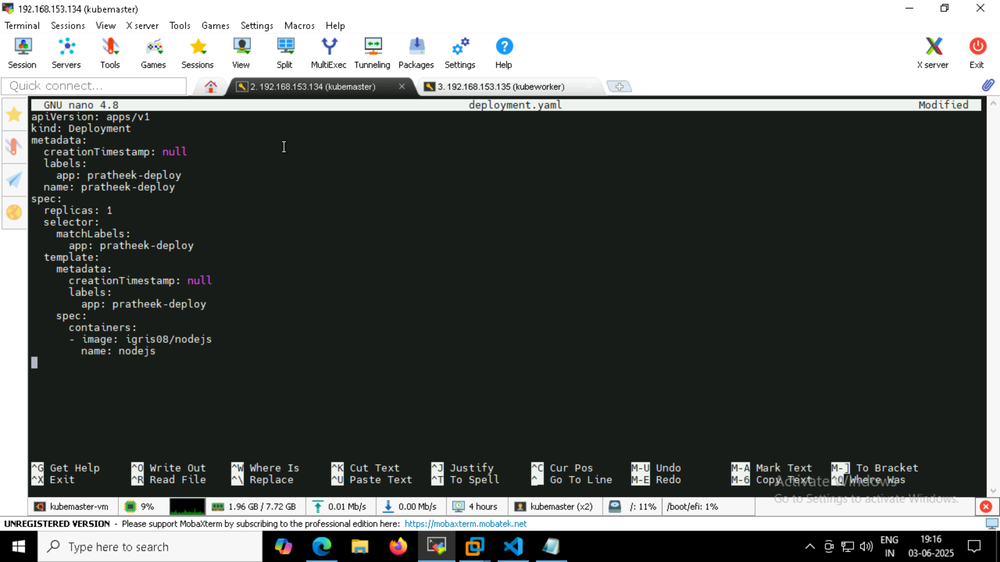 192.168.153.134 (kubemaster)
Terminal Sessions View X server Tools Games Settings Macros Help
Session Servers Tools Games Sessions View Split MultiExec Tunneling Packages Settings Help X server Exit
Quick connect...
2. 192.168.153.134 (kubemaster)
3. 192.168.153.135 (kubeworker)
GNU nano 4.8 deployment.yaml Modified
apiVersion: apps/v1
kind: Deployment
metadata:
  creationTimestamp: null
  labels:
    app: pratheek-deploy
  name: pratheek-deploy
spec:
  replicas: 1
  selector:
    matchLabels:
      app: pratheek-deploy
  template:
    metadata:
      creationTimestamp: null
      labels:
        app: pratheek-deploy
    spec:
      containers:
      - image: igris08/nodejs
        name: nodejs
^G Get Help ^O Write Out ^W Where Is ^K Cut Text ^J Justify ^C Cur Pos M-U Undo M-A Mark Text M-] To Bracket
^X Exit ^R Read File ^\ Replace ^U Paste Text ^T To Spell ^_ Go To Line M-E Redo M-6 Copy Text ^Q Where Was
Activate Windows
Go to Settings to activate Windows.
kubemaster-vm 9% 1.96 GB / 7.72 GB 0.01 Mb/s 0.00 Mb/s 4 hours kubemaster (x2) /: 11% /boot/efi: 1%
UNREGISTERED VERSION - Please support MobaXterm by subscribing to the professional edition here: https://mobaxterm.mobatek.net
Type here to search
ENG
IN
19:16
03-06-2025